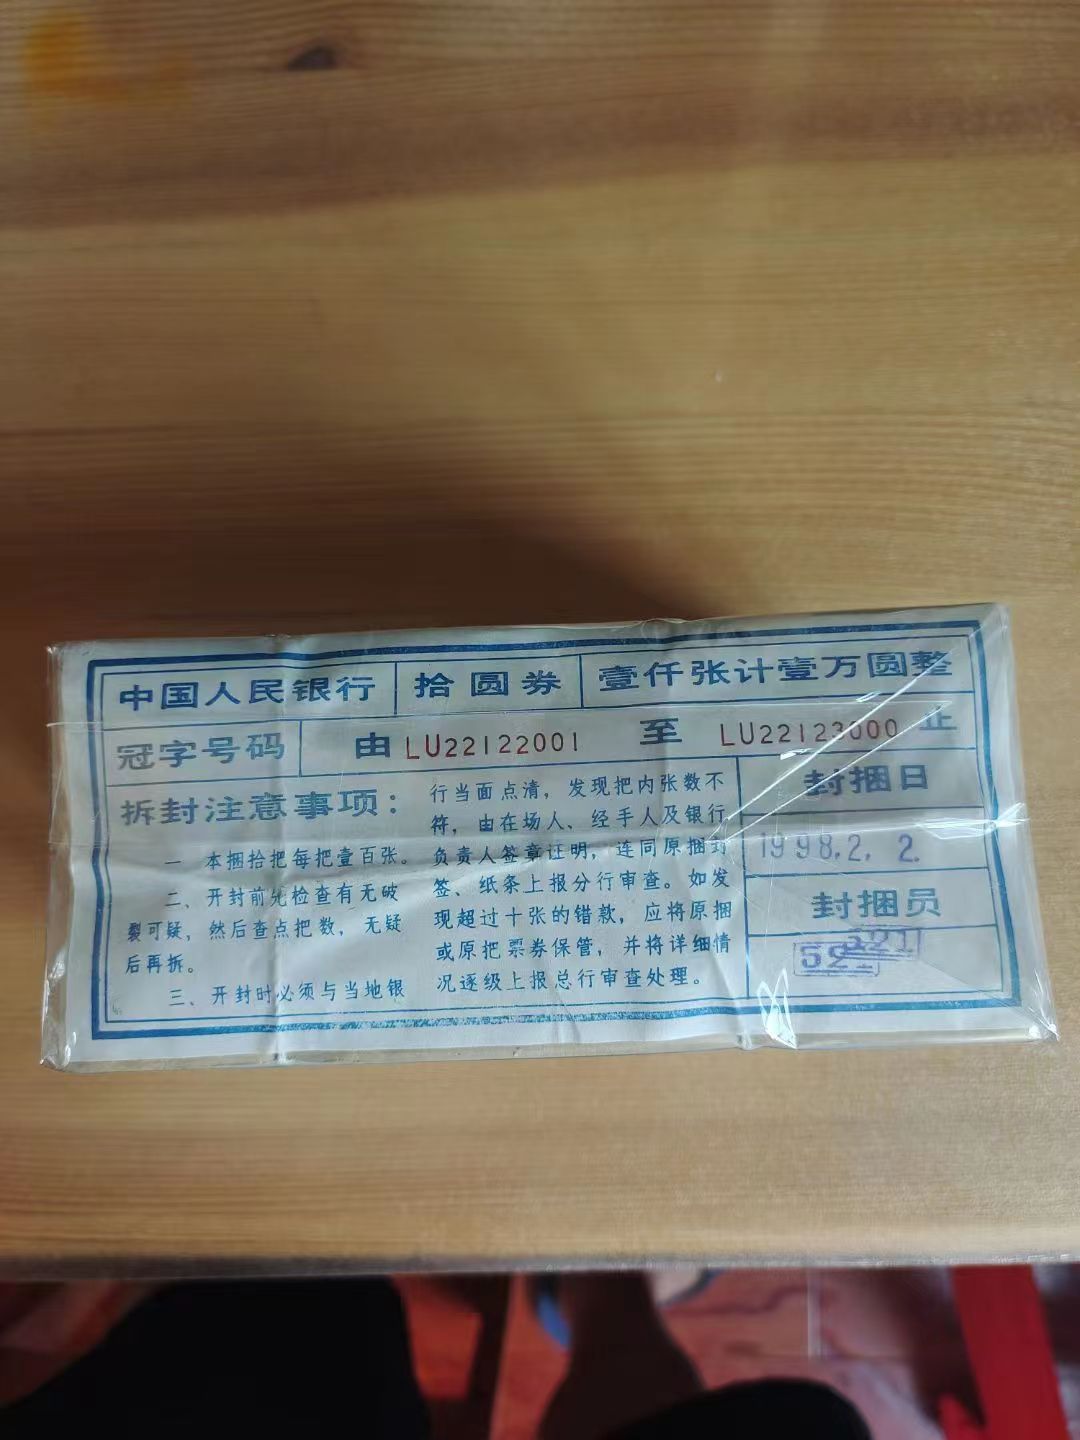 中国人民银行 拾圆券 壹仟张计壹万圆整
冠字号码 由 LU22122001 至 LU22123000 止
拆封注意事项：
一、本捆拾把每把壹百张。
二、开封前先检查有无破
裂可疑，然后查点把数，无疑
后再拆。
三、开封时必须与当地银
行当面点清，发现把内张数不
符，由在场人、经手人及银行
负责人签章证明，连同原捆封
签、纸条上报分行审查。如发
现超过十张的错款，应将原捆
或原把票券保管，并将详细情
况逐级上报总行审查处理。
封捆日
1998.2.2.
封捆员
521
521